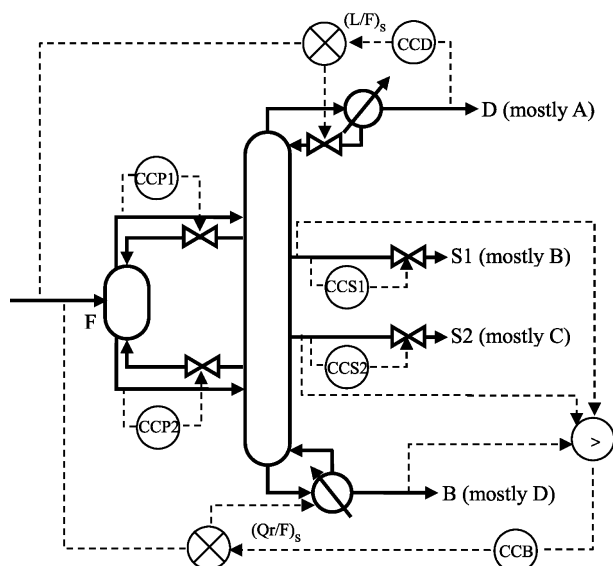 (L/F)s
CCD
D (mostly A)
CCP1
S1 (mostly B)
CCS1
F
S2 (mostly C)
CCS2
CCP2
>
B (mostly D)
(Qr/F)s
CCB